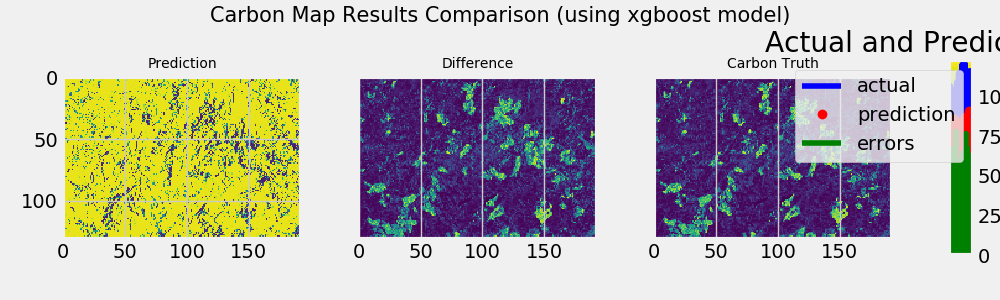 Carbon Map Results Comparison (using xgboost model)
Actual and Predic
Prediction
Difference
Carbon Truth
actual
prediction
errors
0
50
100
0 50 100 150
0 50 100 150
0 50 100 150
10
75
50
25
0